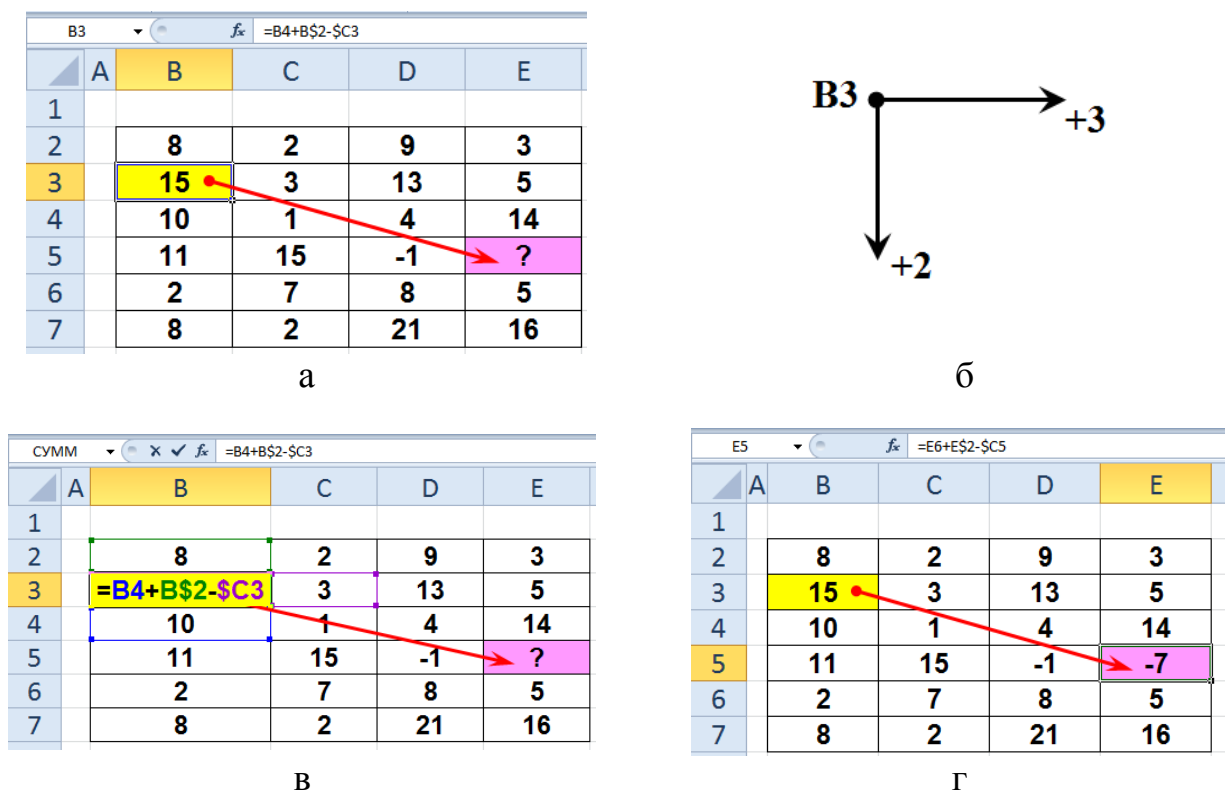 B3 fx =B4+B$2-$C3
A B C D E
1
2 8 2 9 3
3 15 3 13 5
4 10 1 4 14
5 11 15 -1 ?
6 2 7 8 5
7 8 2 21 16
а
B3
+3
+2
б
СУММ fx =B4+B$2-$C3
A B C D E
1
2 8 2 9 3
3 =B4+B$2-$C3 3 13 5
4 10 1 4 14
5 11 15 -1 ?
6 2 7 8 5
7 8 2 21 16
в
E5 fx =E6+E$2-$C5
A B C D E
1
2 8 2 9 3
3 15 3 13 5
4 10 1 4 14
5 11 15 -1 -7
6 2 7 8 5
7 8 2 21 16
г